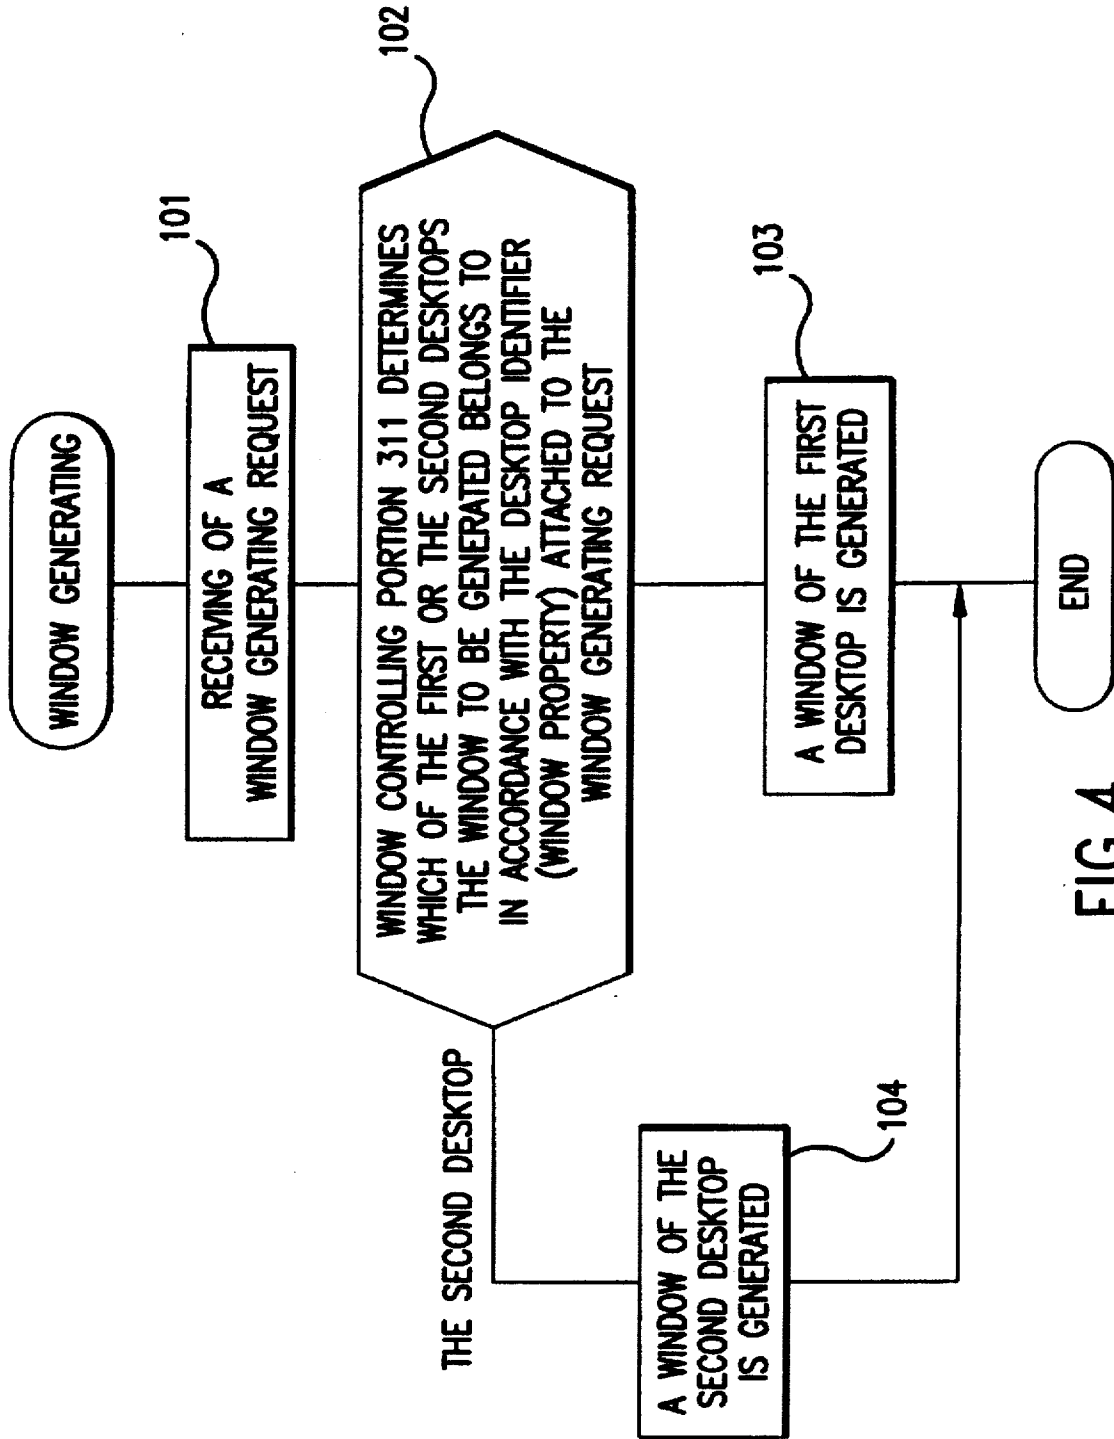 WINDOW GENERATING
101
RECEIVING OF A
WINDOW GENERATING REQUEST
102
WINDOW CONTROLLING PORTION 311 DETERMINES
WHICH OF THE FIRST OR THE SECOND DESKTOPS
THE WINDOW TO BE GENERATED BELONGS TO
IN ACCORDANCE WITH THE DESKTOP IDENTIFIER
(WINDOW PROPERTY) ATTACHED TO THE
WINDOW GENERATING REQUEST
THE SECOND DESKTOP
103
A WINDOW OF THE FIRST
DESKTOP IS GENERATED
104
A WINDOW OF THE
SECOND DESKTOP
IS GENERATED
END
FIG.4